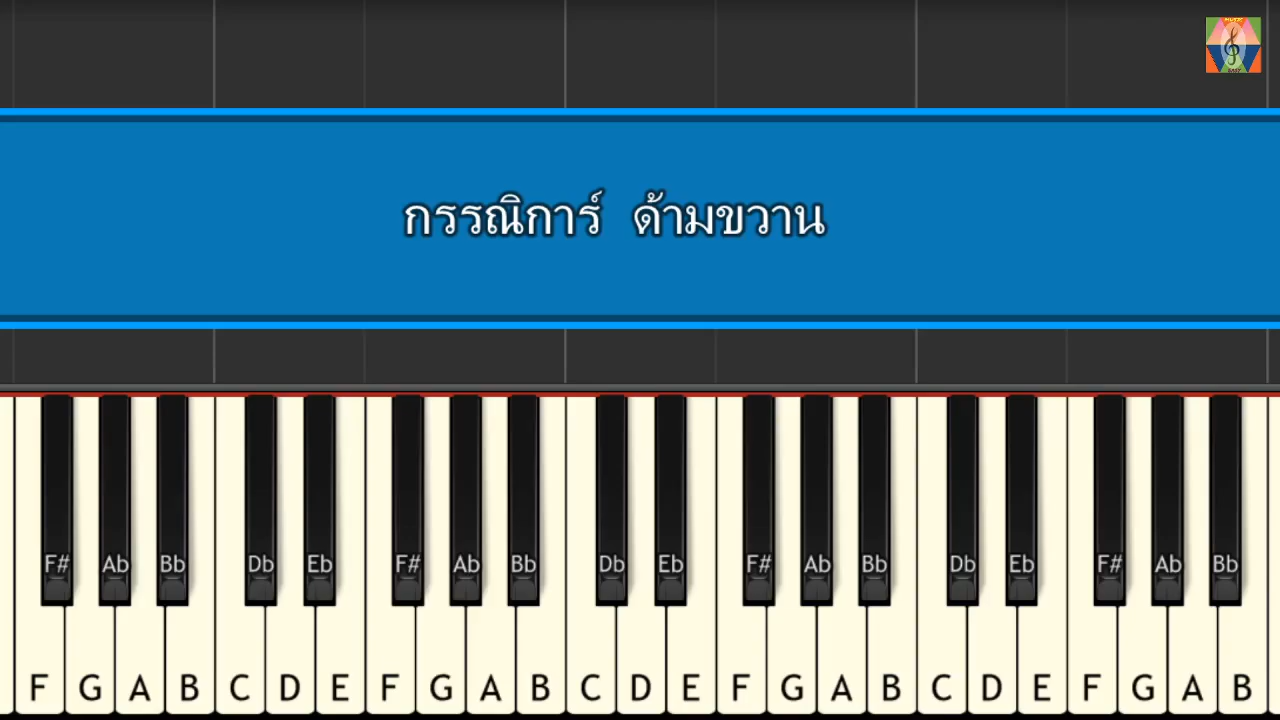 กรรณิการ์ ด้ามขวาน
F# Ab Bb Db Eb F# Ab Bb Db Eb F# Ab Bb Db Eb F# Ab Bb
F G A B C D E F G A B C D E F G A B C D E F G A B